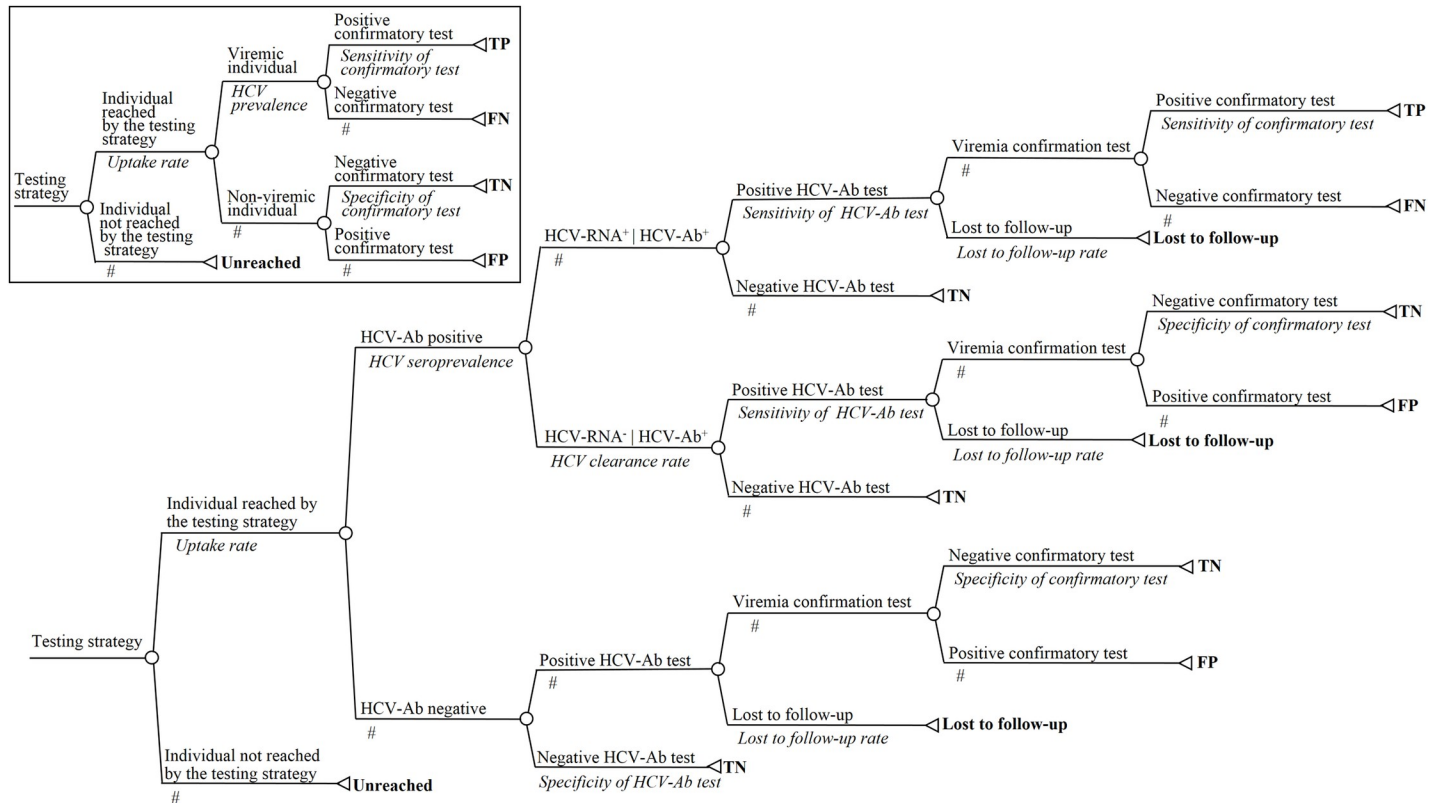 Positive
confirmatory test
TP
Sensitivity of
confirmatory test
Viremic
individual
HCV
prevalence
Negative
confirmatory test
FN
#
Individual
reached
by the testing
strategy
Uptake rate
Negative
confirmatory test
TN
Specificity of
confirmatory test
Non-viremic
individual
#
Positive
confirmatory test
FP
#
Testing
strategy
Individual
not reached
by the testing
strategy
Unreached
#
Positive confirmatory test
TP
Sensitivity of confirmatory test
Viremia confirmation test
#
Negative confirmatory test
FN
#
Positive HCV-Ab test
Sensitivity of HCV-Ab test
Lost to follow-up
Lost to follow-up
Lost to follow-up rate
HCV-RNA⁺ | HCV-Ab⁺
#
Negative HCV-Ab test
TN
#
Negative confirmatory test
TN
Specificity of confirmatory test
HCV-Ab positive
HCV seroprevalence
Viremia confirmation test
#
Positive confirmatory test
FP
#
Positive HCV-Ab test
Sensitivity of HCV-Ab test
Lost to follow-up
Lost to follow-up
Lost to follow-up rate
HCV-RNA⁻ | HCV-Ab⁺
HCV clearance rate
Negative HCV-Ab test
TN
#
Individual reached by
the testing strategy
Uptake rate
Negative confirmatory test
TN
Specificity of confirmatory test
Viremia confirmation test
#
Positive confirmatory test
FP
#
Testing strategy
Positive HCV-Ab test
#
Lost to follow-up
Lost to follow-up
Lost to follow-up rate
HCV-Ab negative
#
Negative HCV-Ab test
TN
Specificity of HCV-Ab test
Individual not reached
by the testing strategy
Unreached
#